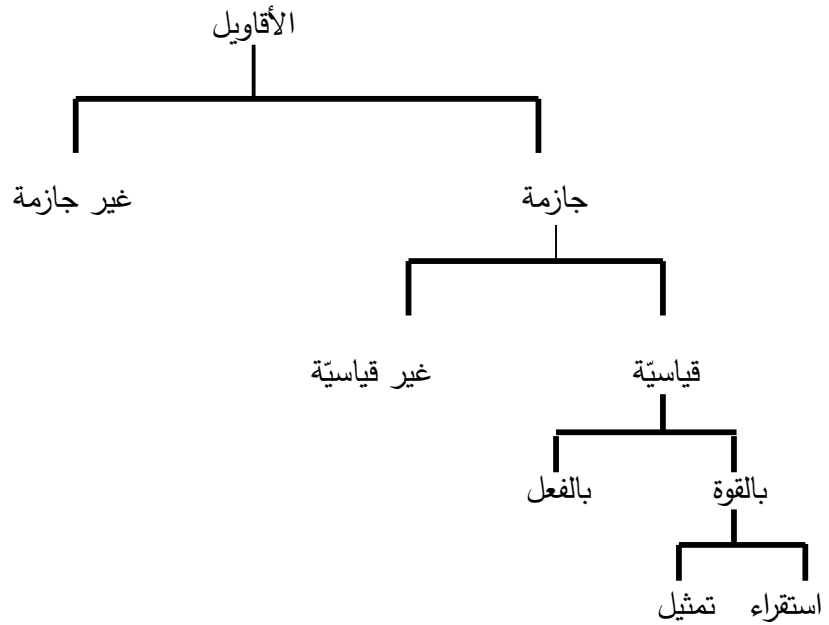 الأقاويل
جازمة غير جازمة
قياسيّة غير قياسيّة
بالقوة بالفعل
استقراء تمثيل